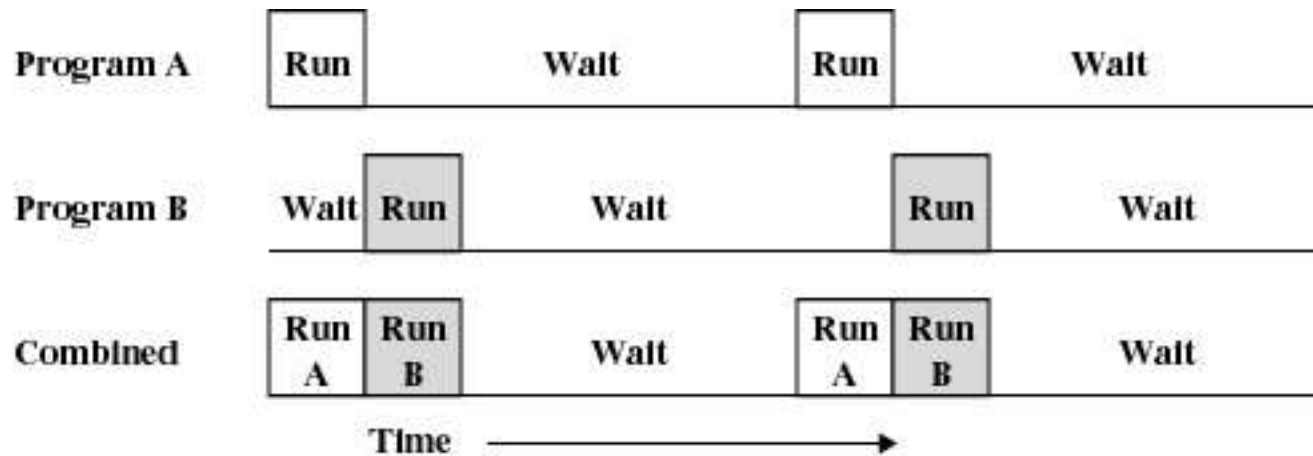 Program A Run Wait Run Wait
Program B Wait Run Wait Run Wait
Combined Run A Run B Wait Run A Run B Wait
Time